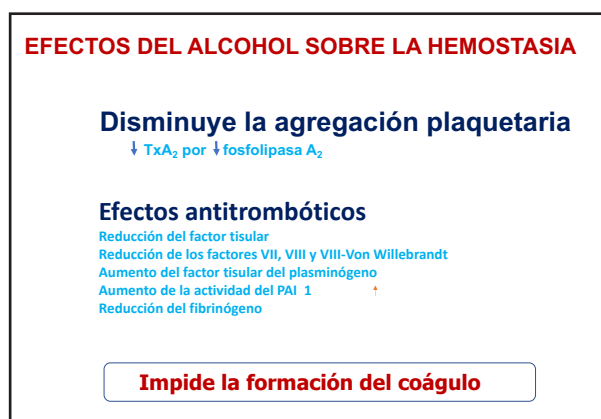 EFECTOS DEL ALCOHOL SOBRE LA HEMOSTASIA
Disminuye la agregación plaquetaria
↓ TxA₂ por ↓ fosfolipasa A₂
Efectos antitrombóticos
Reducción del factor tisular
Reducción de los factores VII, VIII y VIII-Von Willebrandt
Aumento del factor tisular del plasminógeno
Aumento de la actividad del PAI 1 ↑
Reducción del fibrinógeno
Impide la formación del coágulo